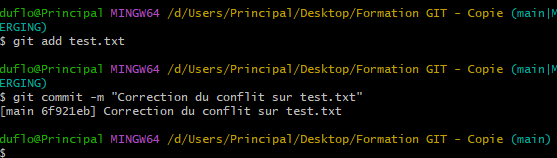 duflo@Principal MINGW64 /d/Users/Principal/Desktop/Formation GIT - Copie (main|M
ERGING)
$ git add test.txt
duflo@Principal MINGW64 /d/Users/Principal/Desktop/Formation GIT - Copie (main|M
ERGING)
$ git commit -m "Correction du conflit sur test.txt"
[main 6f921eb] Correction du conflit sur test.txt
duflo@Principal MINGW64 /d/Users/Principal/Desktop/Formation GIT - Copie (main)
$